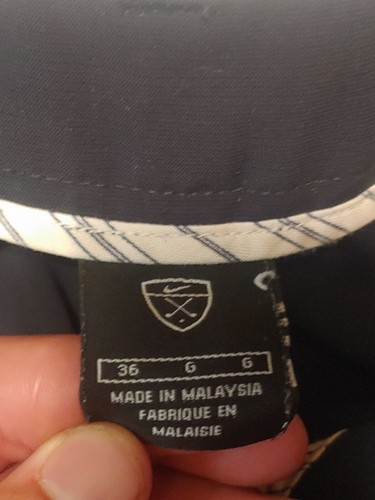 36 G G
MADE IN MALAYSIA
FABRIQUE EN
MALAISIE